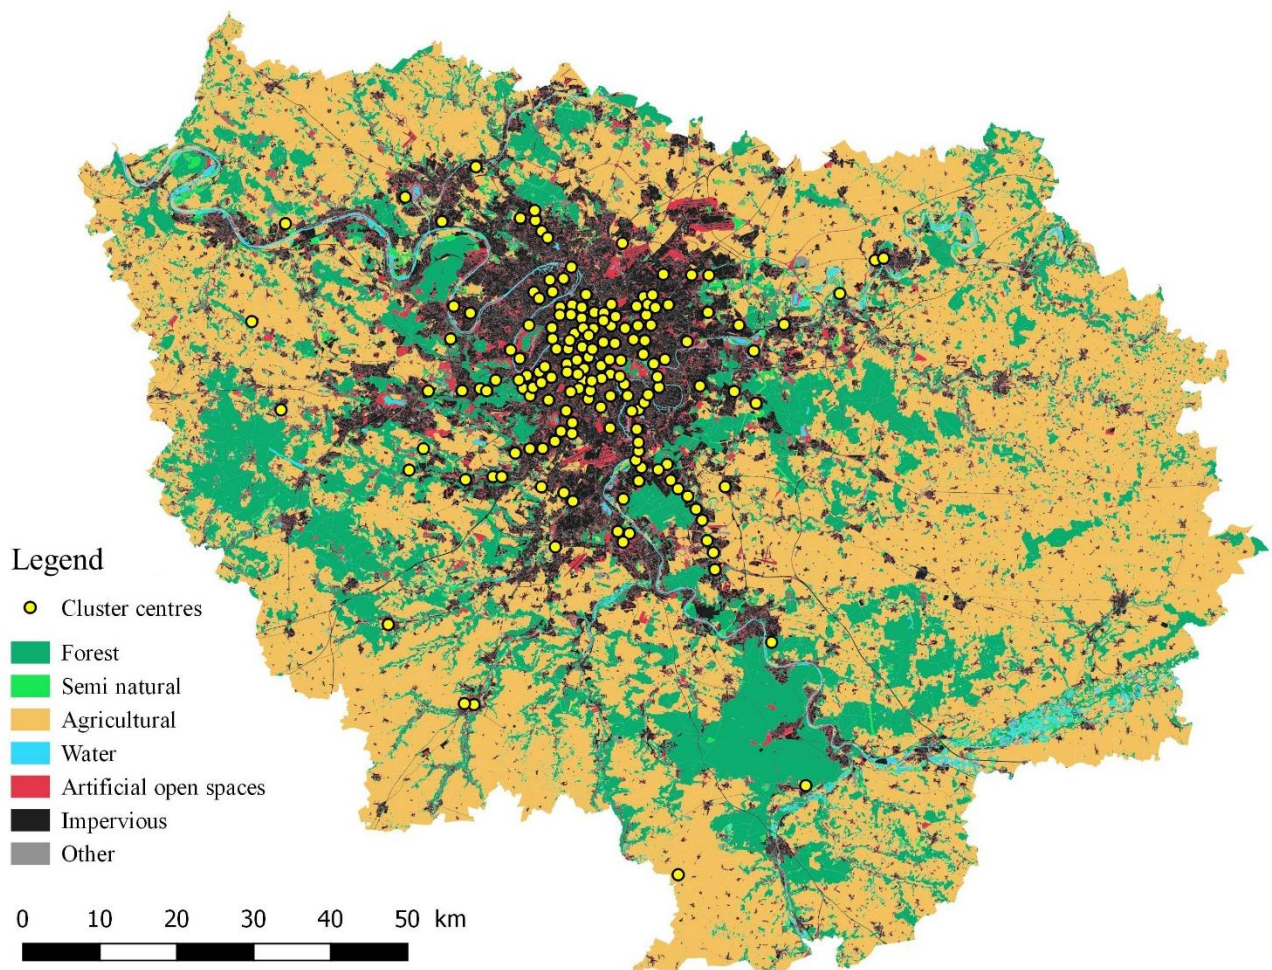 Legend
Cluster centres
Forest
Semi natural
Agricultural
Water
Artificial open spaces
Impervious
Other
0 10 20 30 40 50 km